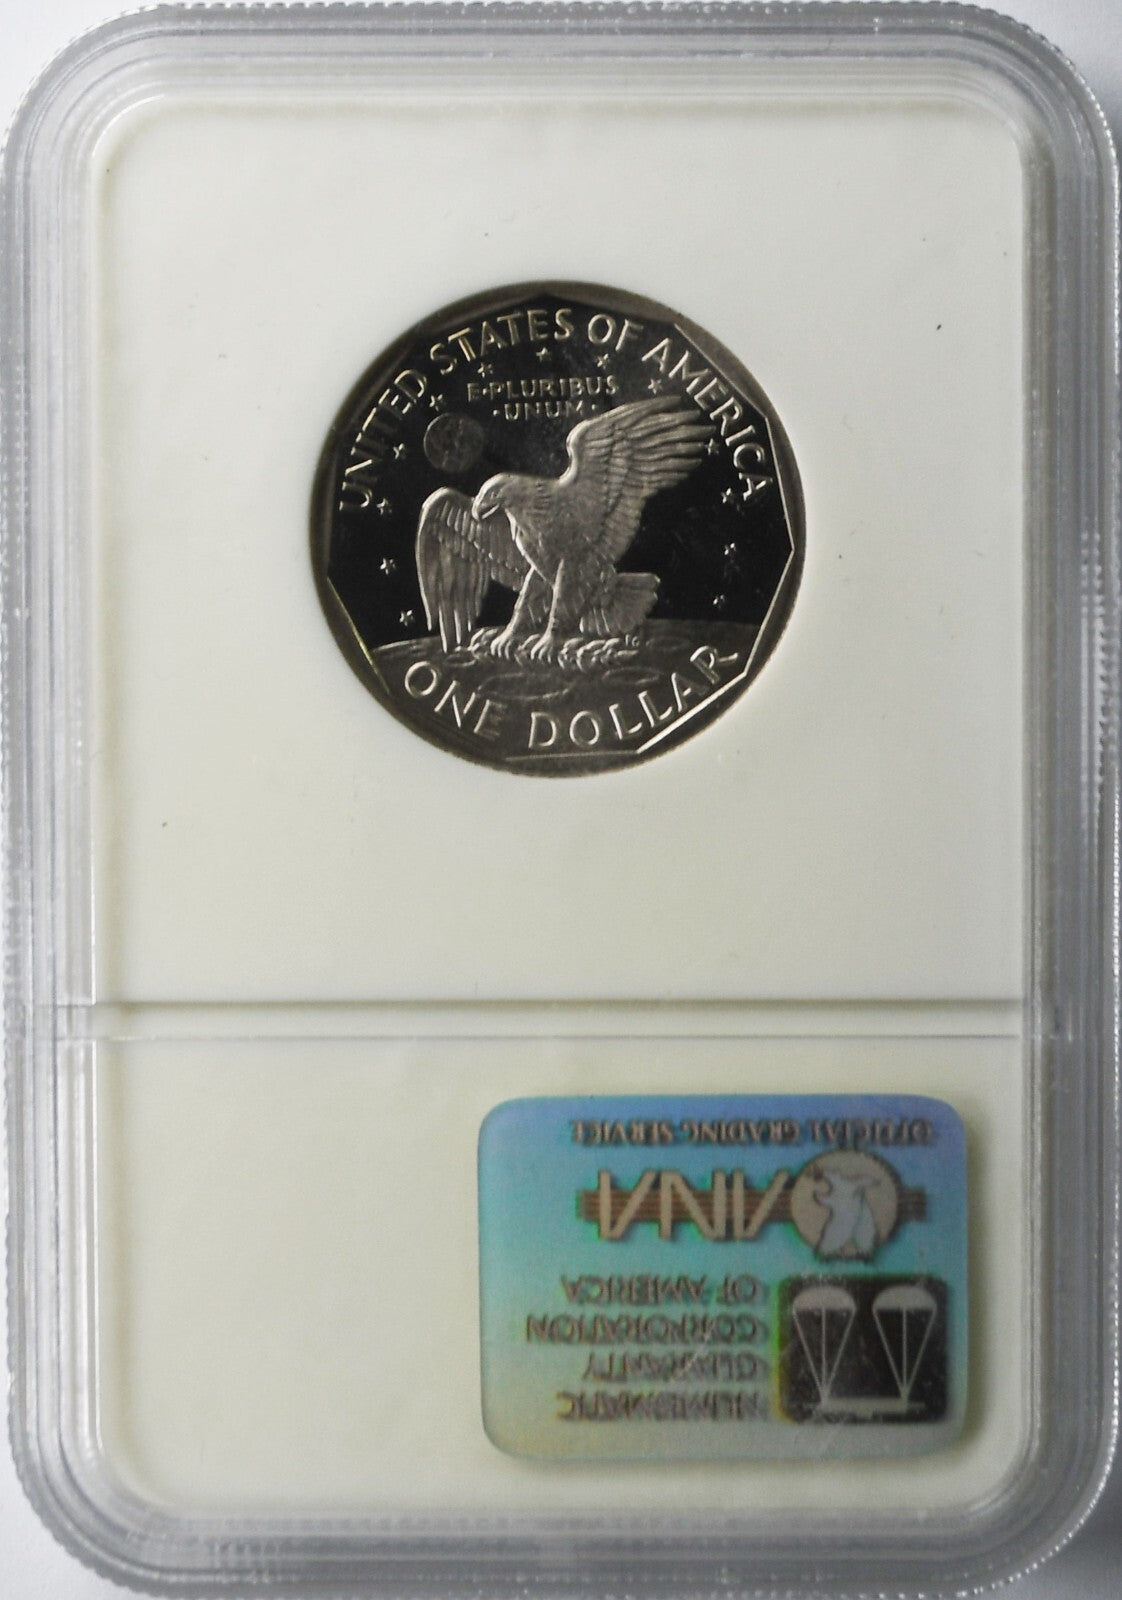 UNITED STATES OF AMERICA
E·PLURIBUS
·UNUM·
ONE DOLLAR
NUMISMATIC
GUARANTY
CORPORATION
OF AMERICA
ANA
OFFICIAL GRADING SERVICE